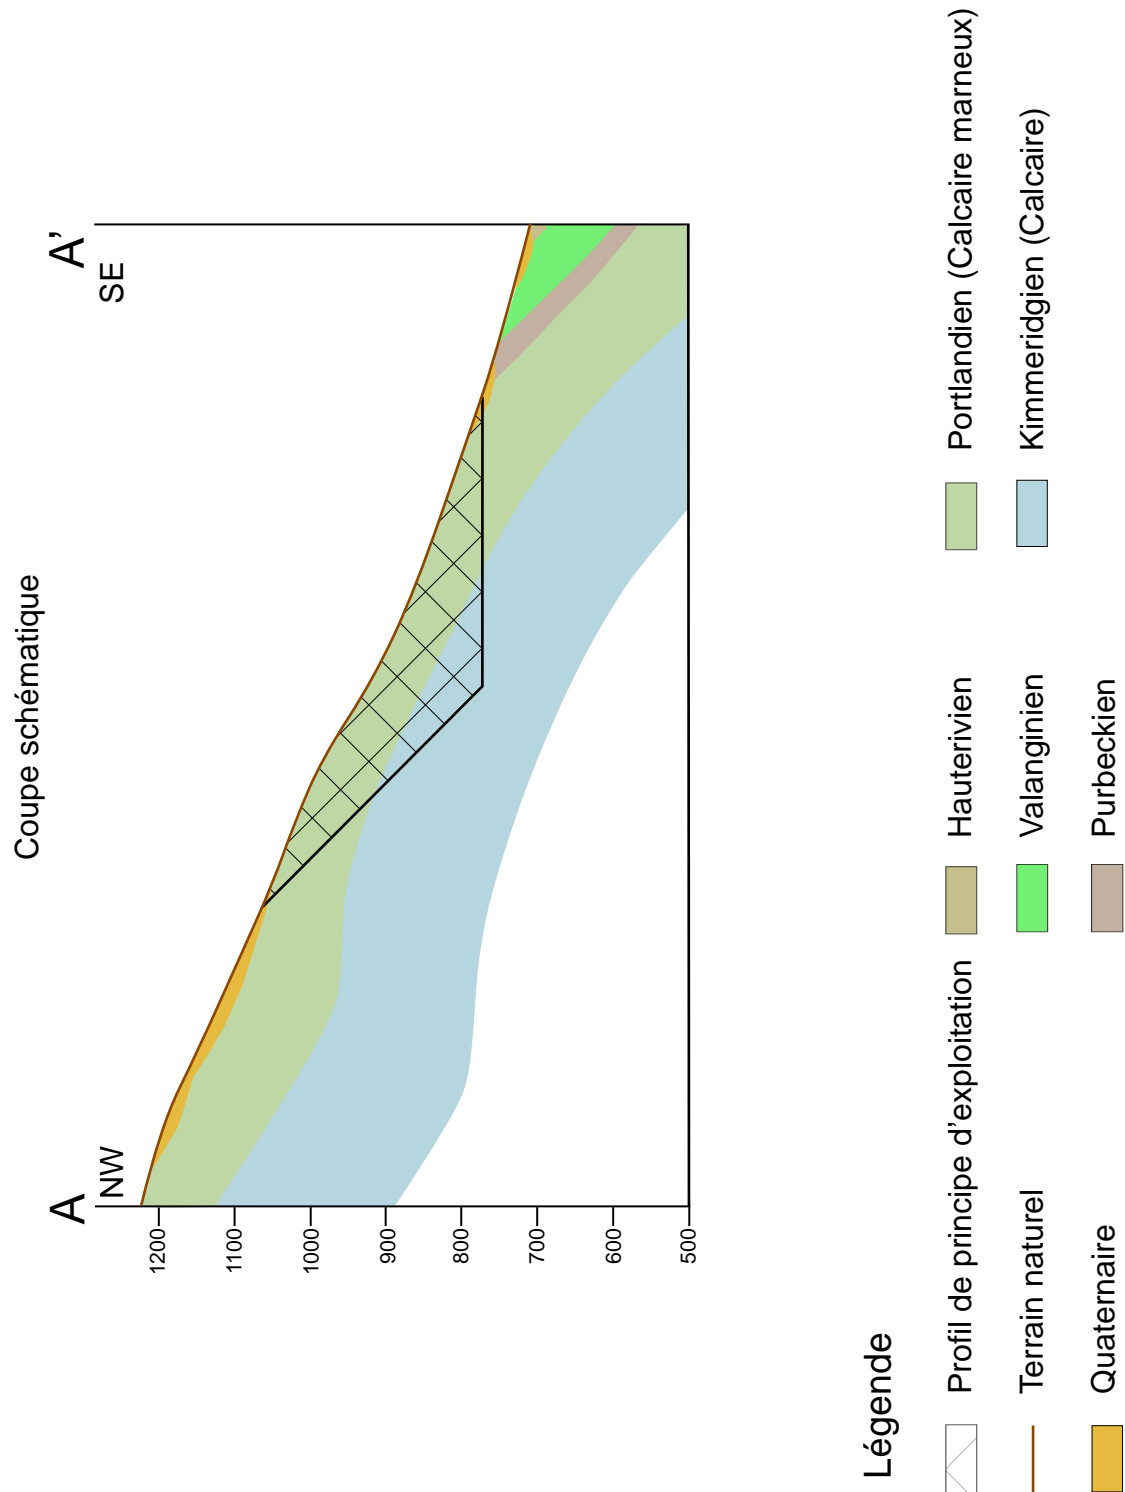 Coupe schématique
A
A’
NW
SE
1200
1100
1000
900
800
700
600
500
Légende
Profil de principe d’exploitation
Hauterivien
Portlandien (Calcaire marneux)
Terrain naturel
Valanginien
Kimmeridgien (Calcaire)
Quaternaire
Purbeckien